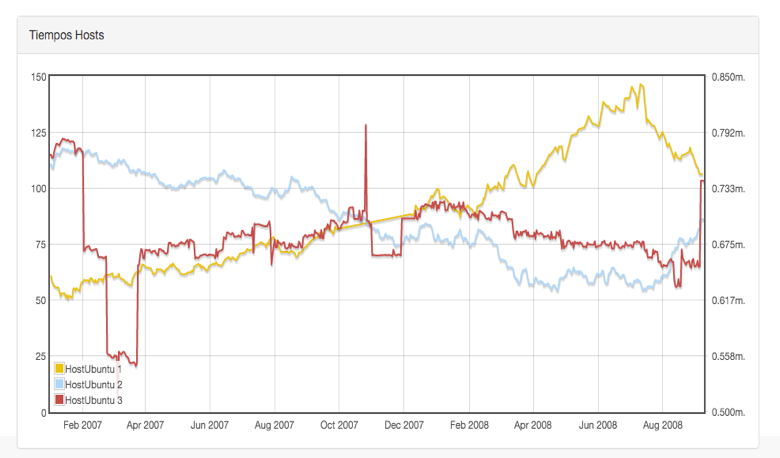 Tiempos Hosts
150 0.850m.
125 0.792m.
100 0.733m.
75 0.675m.
50 0.617m.
25 0.558m.
0 0.500m.
HostUbuntu 1
HostUbuntu 2
HostUbuntu 3
Feb 2007 Apr 2007 Jun 2007 Aug 2007 Oct 2007 Dec 2007 Feb 2008 Apr 2008 Jun 2008 Aug 2008